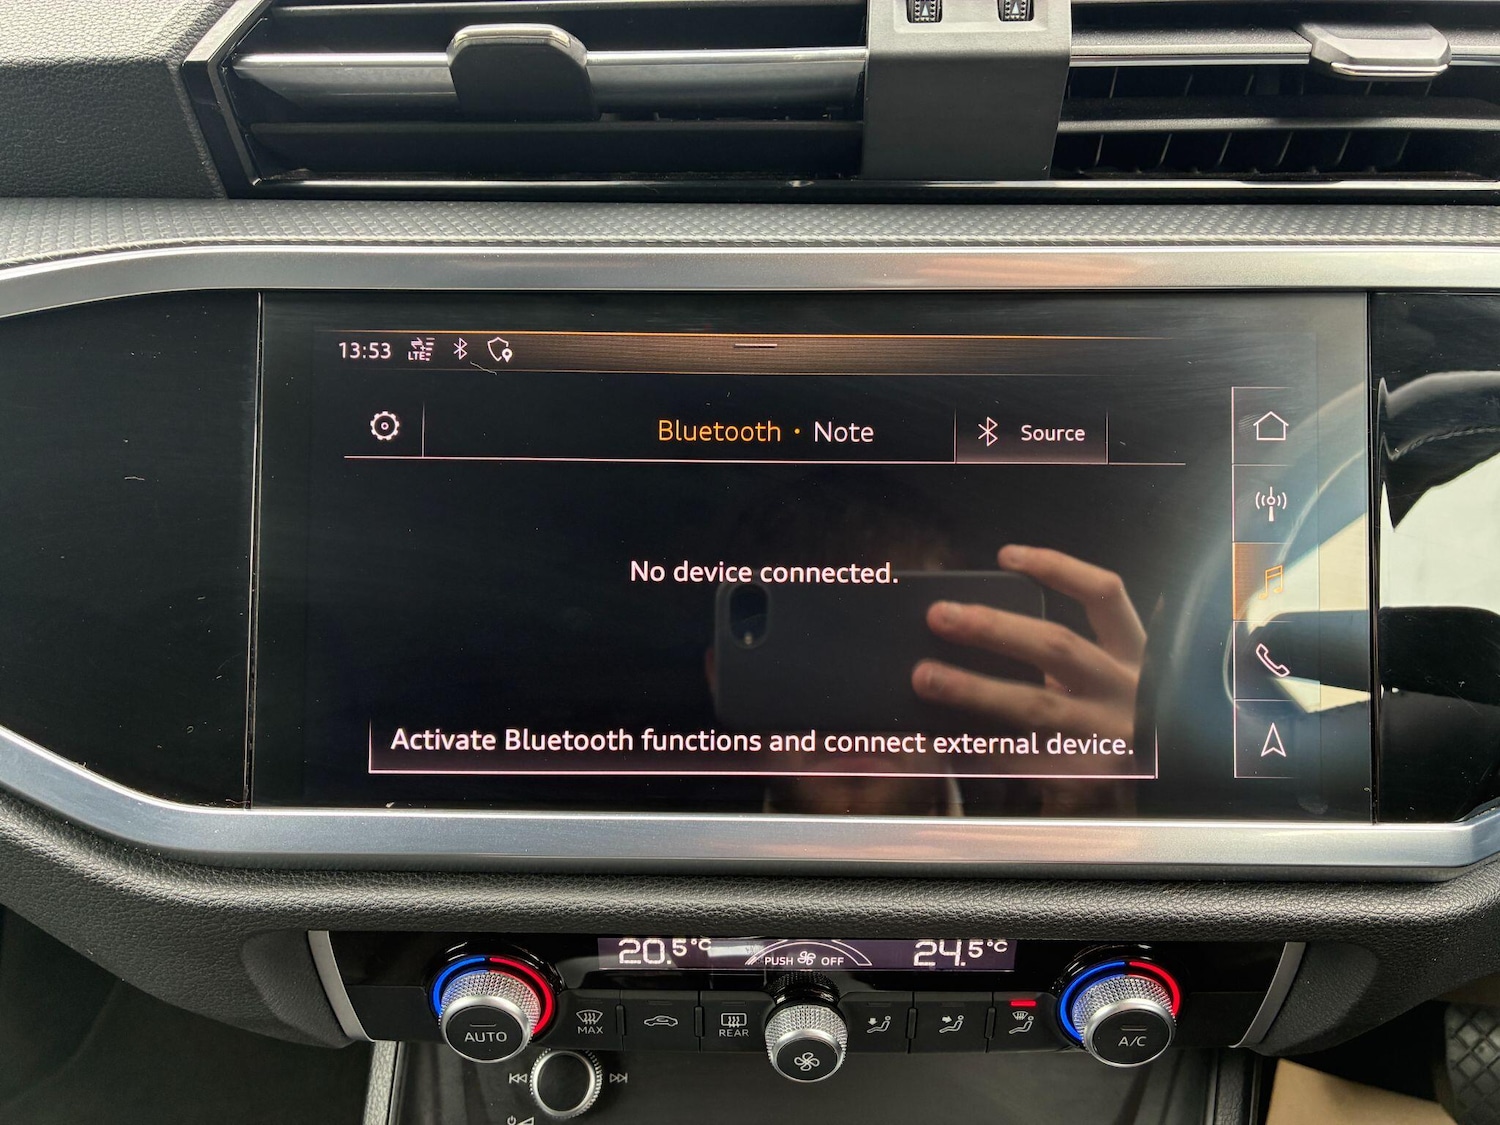 13:53 LTE
Bluetooth · Note
Source
No device connected.
Activate Bluetooth functions and connect external device.
20.5°C
PUSH OFF
24.5°C
AUTO
MAX
REAR
A/C